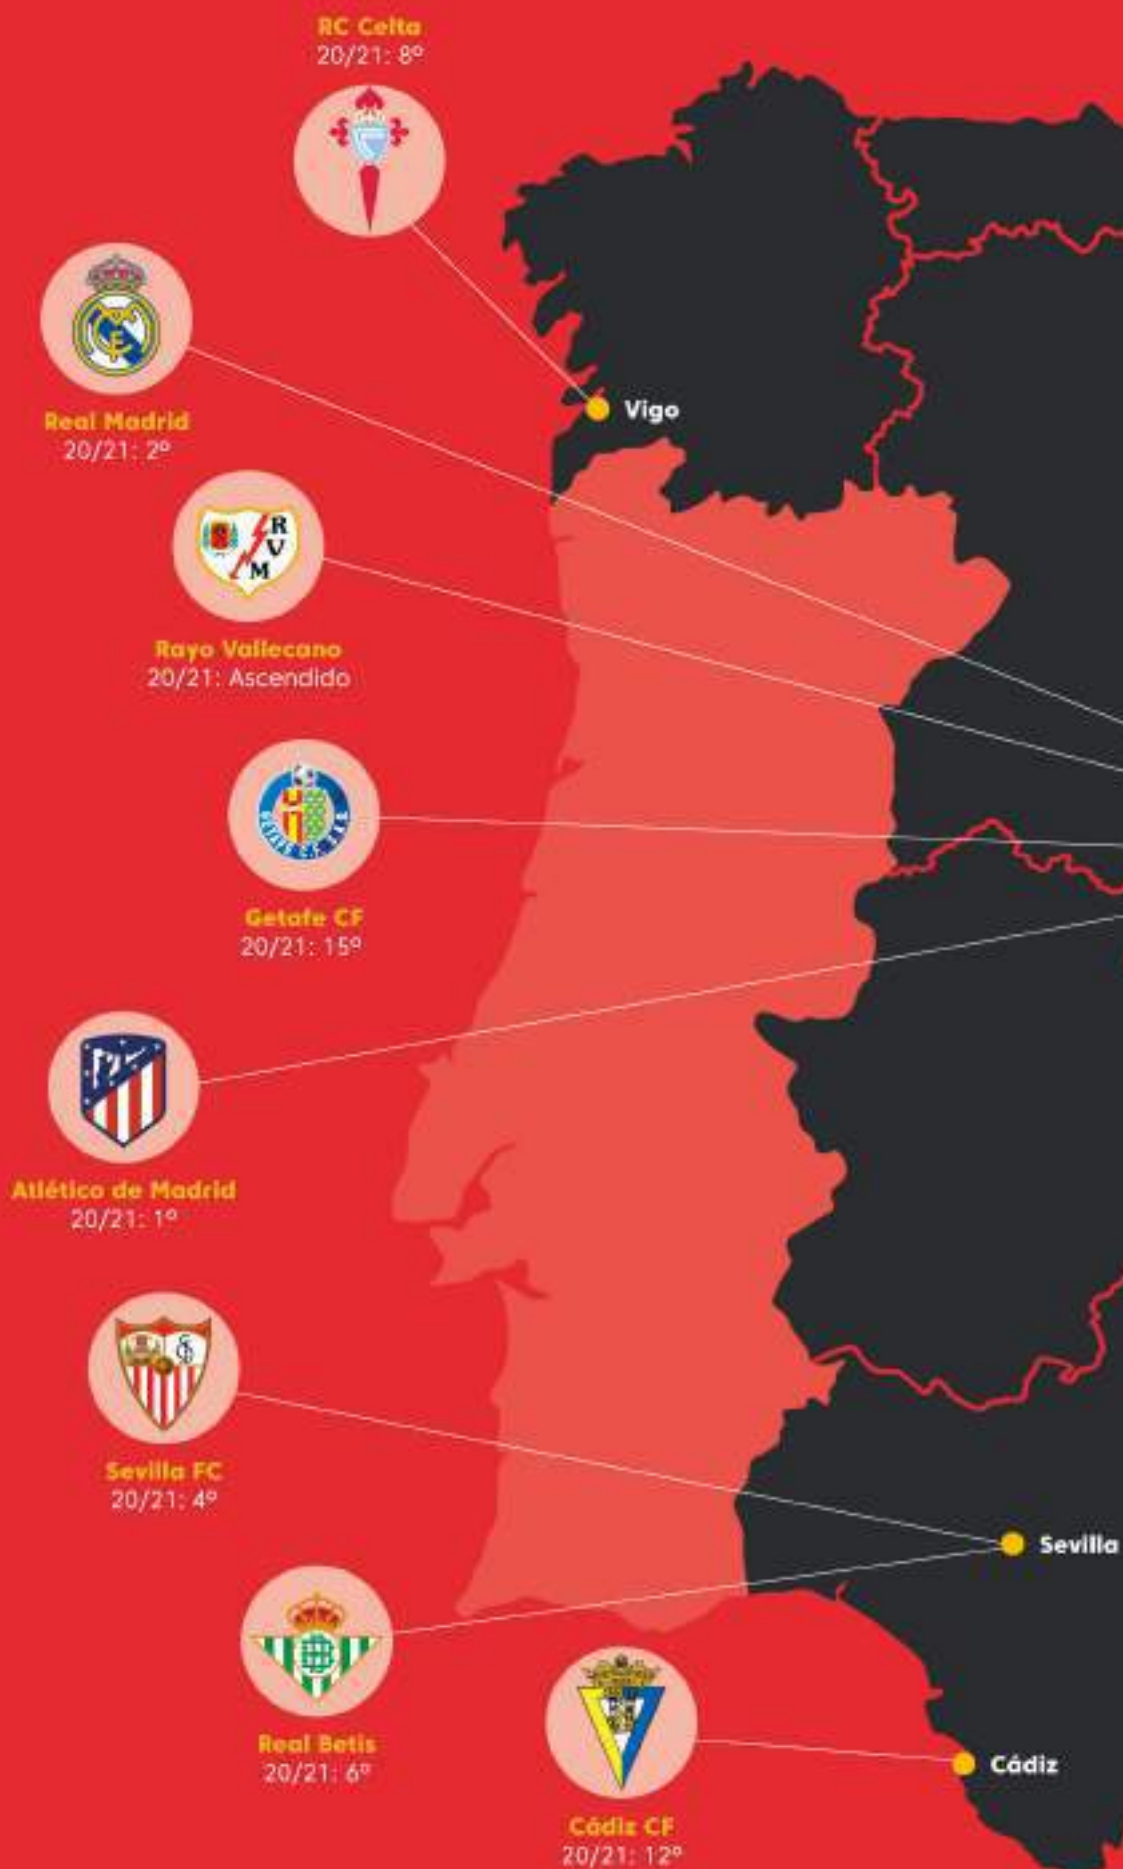 RC Celta
20/21: 8º
Real Madrid
20/21: 2º
Vigo
R
V
M
Rayo Vallecano
20/21: Ascendido
Getafe CF
20/21: 15º
Atlético de Madrid
20/21: 1º
Sevilla FC
20/21: 4º
Sevilla
Real Betis
20/21: 6º
Cádiz
Cádiz CF
20/21: 12º